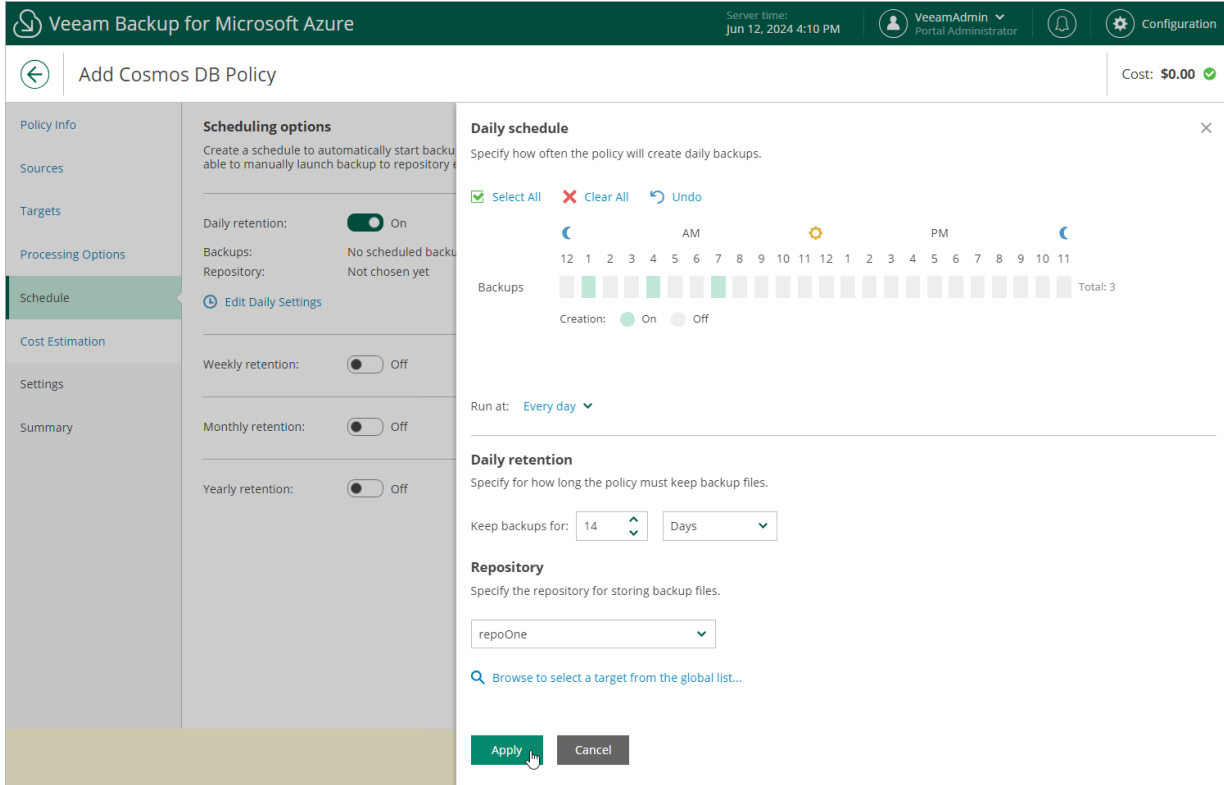 Veeam Backup for Microsoft Azure
Server time:
Jun 12, 2024 4:10 PM
VeeamAdmin
Portal Administrator
Configuration
Add Cosmos DB Policy
Cost: $0.00
Policy Info
Sources
Targets
Processing Options
Schedule
Cost Estimation
Settings
Summary
Scheduling options
Create a schedule to automatically start backu
able to manually launch backup to repository e
Daily retention: On
Backups: No scheduled backu
Repository: Not chosen yet
Edit Daily Settings
Weekly retention: Off
Monthly retention: Off
Yearly retention: Off
Daily schedule
Specify how often the policy will create daily backups.
Select All Clear All Undo
AM PM
12 1 2 3 4 5 6 7 8 9 10 11 12 1 2 3 4 5 6 7 8 9 10 11
Backups Total: 3
Creation: On Off
Run at: Every day
Daily retention
Specify for how long the policy must keep backup files.
Keep backups for: 14 Days
Repository
Specify the repository for storing backup files.
repoOne
Browse to select a target from the global list...
Apply Cancel